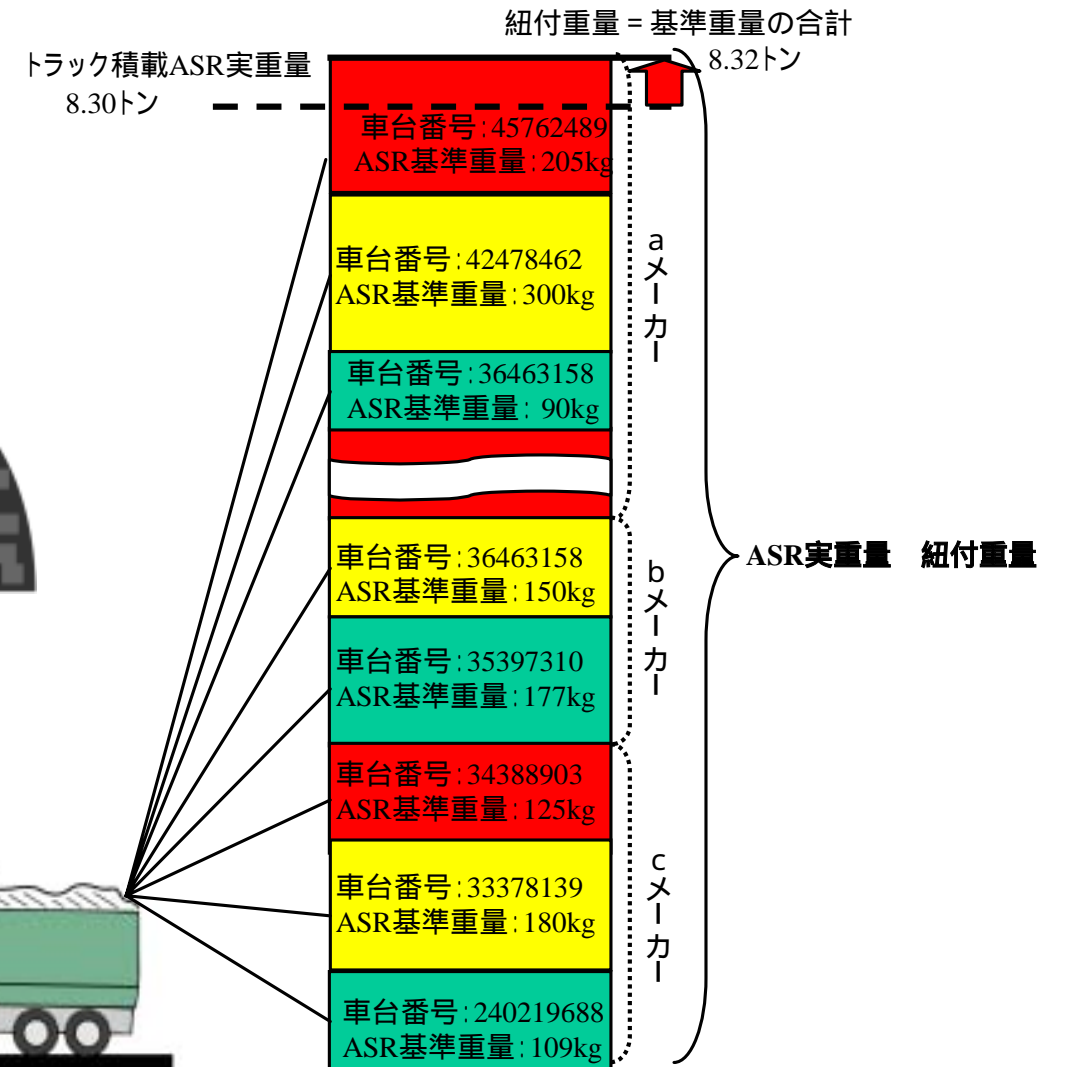 紐付重量 = 基準重量の合計
8.32トン
トラック積載ASR実重量
8.30トン
車台番号:45762489
ASR基準重量:205kg
車台番号:42478462
ASR基準重量:300kg
車台番号:36463158
ASR基準重量: 90kg
aメーカー
車台番号:36463158
ASR基準重量:150kg
車台番号:35397310
ASR基準重量:177kg
bメーカー
ASR実重量　紐付重量
車台番号:34388903
ASR基準重量:125kg
車台番号:33378139
ASR基準重量:180kg
車台番号:240219688
ASR基準重量:109kg
cメーカー